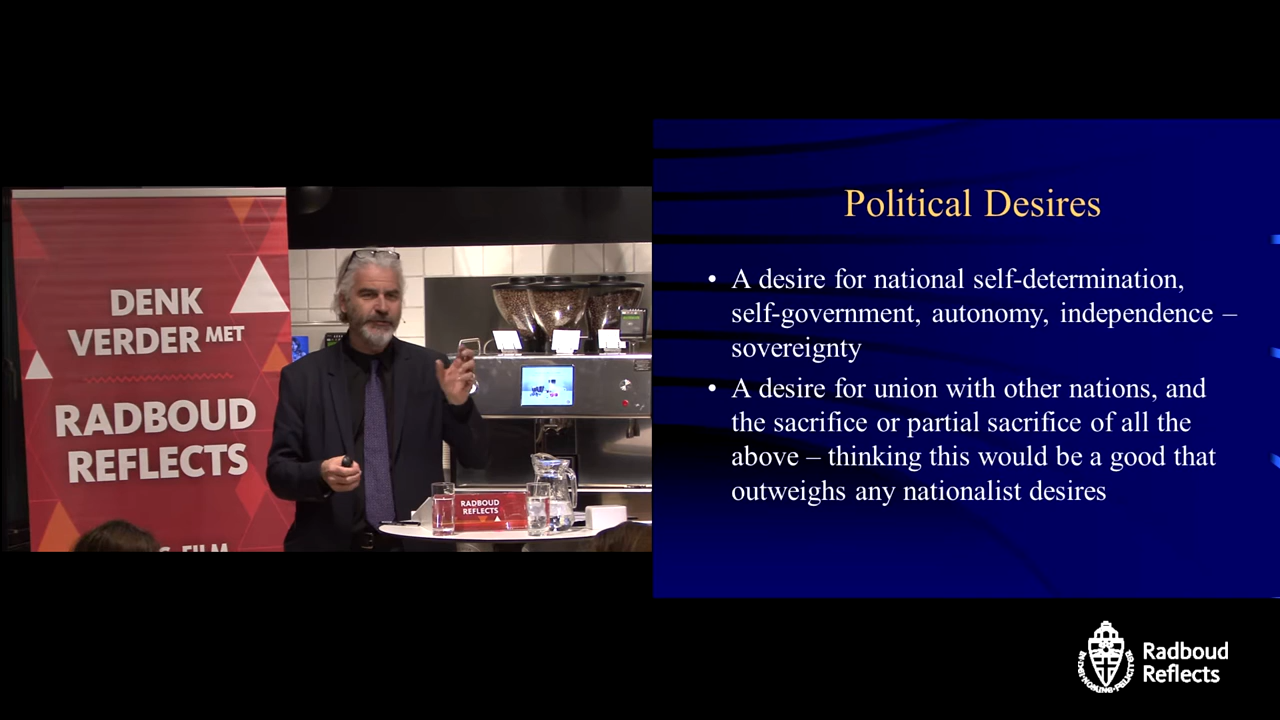 DENK
VERDER MET
RADBOUD
REFLECTS
FILM
RADBOUD
REFLECTS
Political Desires
• A desire for national self-determination,
self-government, autonomy, independence –
sovereignty
• A desire for union with other nations, and
the sacrifice or partial sacrifice of all the
above – thinking this would be a good that
outweighs any nationalist desires
Radboud
Reflects